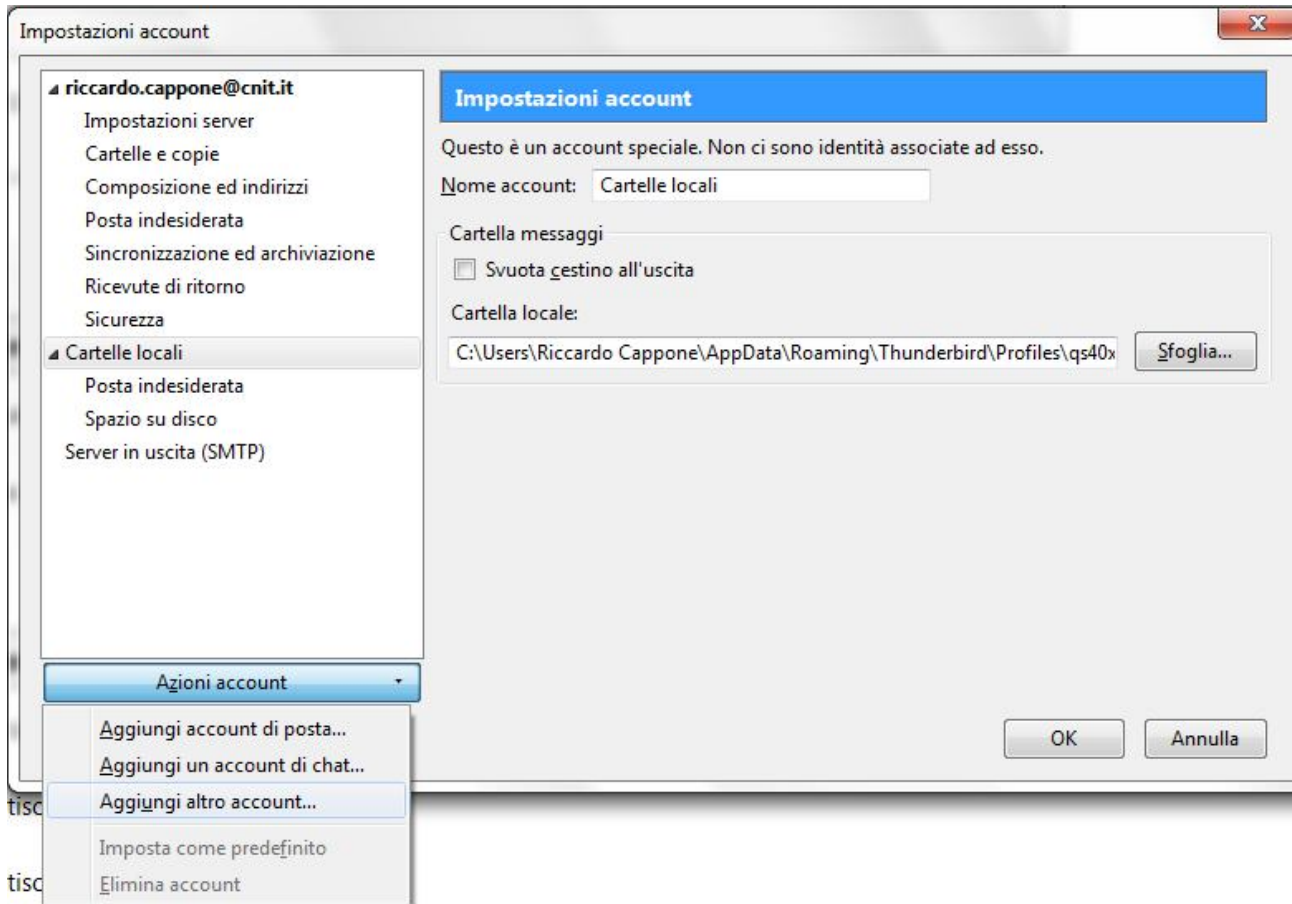 Impostazioni account
riccardo.cappone@cnit.it
Impostazioni server
Cartelle e copie
Composizione ed indirizzi
Posta indesiderata
Sincronizzazione ed archiviazione
Ricevute di ritorno
Sicurezza
Cartelle locali
Posta indesiderata
Spazio su disco
Server in uscita (SMTP)
Azioni account
Aggiungi account di posta...
Aggiungi un account di chat...
Aggiungi altro account...
Imposta come predefinito
Elimina account
Impostazioni account
Questo è un account speciale. Non ci sono identità associate ad esso.
Nome account: Cartelle locali
Cartella messaggi
Svuota cestino all'uscita
Cartella locale:
C:\Users\Riccardo Cappone\AppData\Roaming\Thunderbird\Profiles\qs40x Sfoglia...
OK Annulla
tisc
tisc